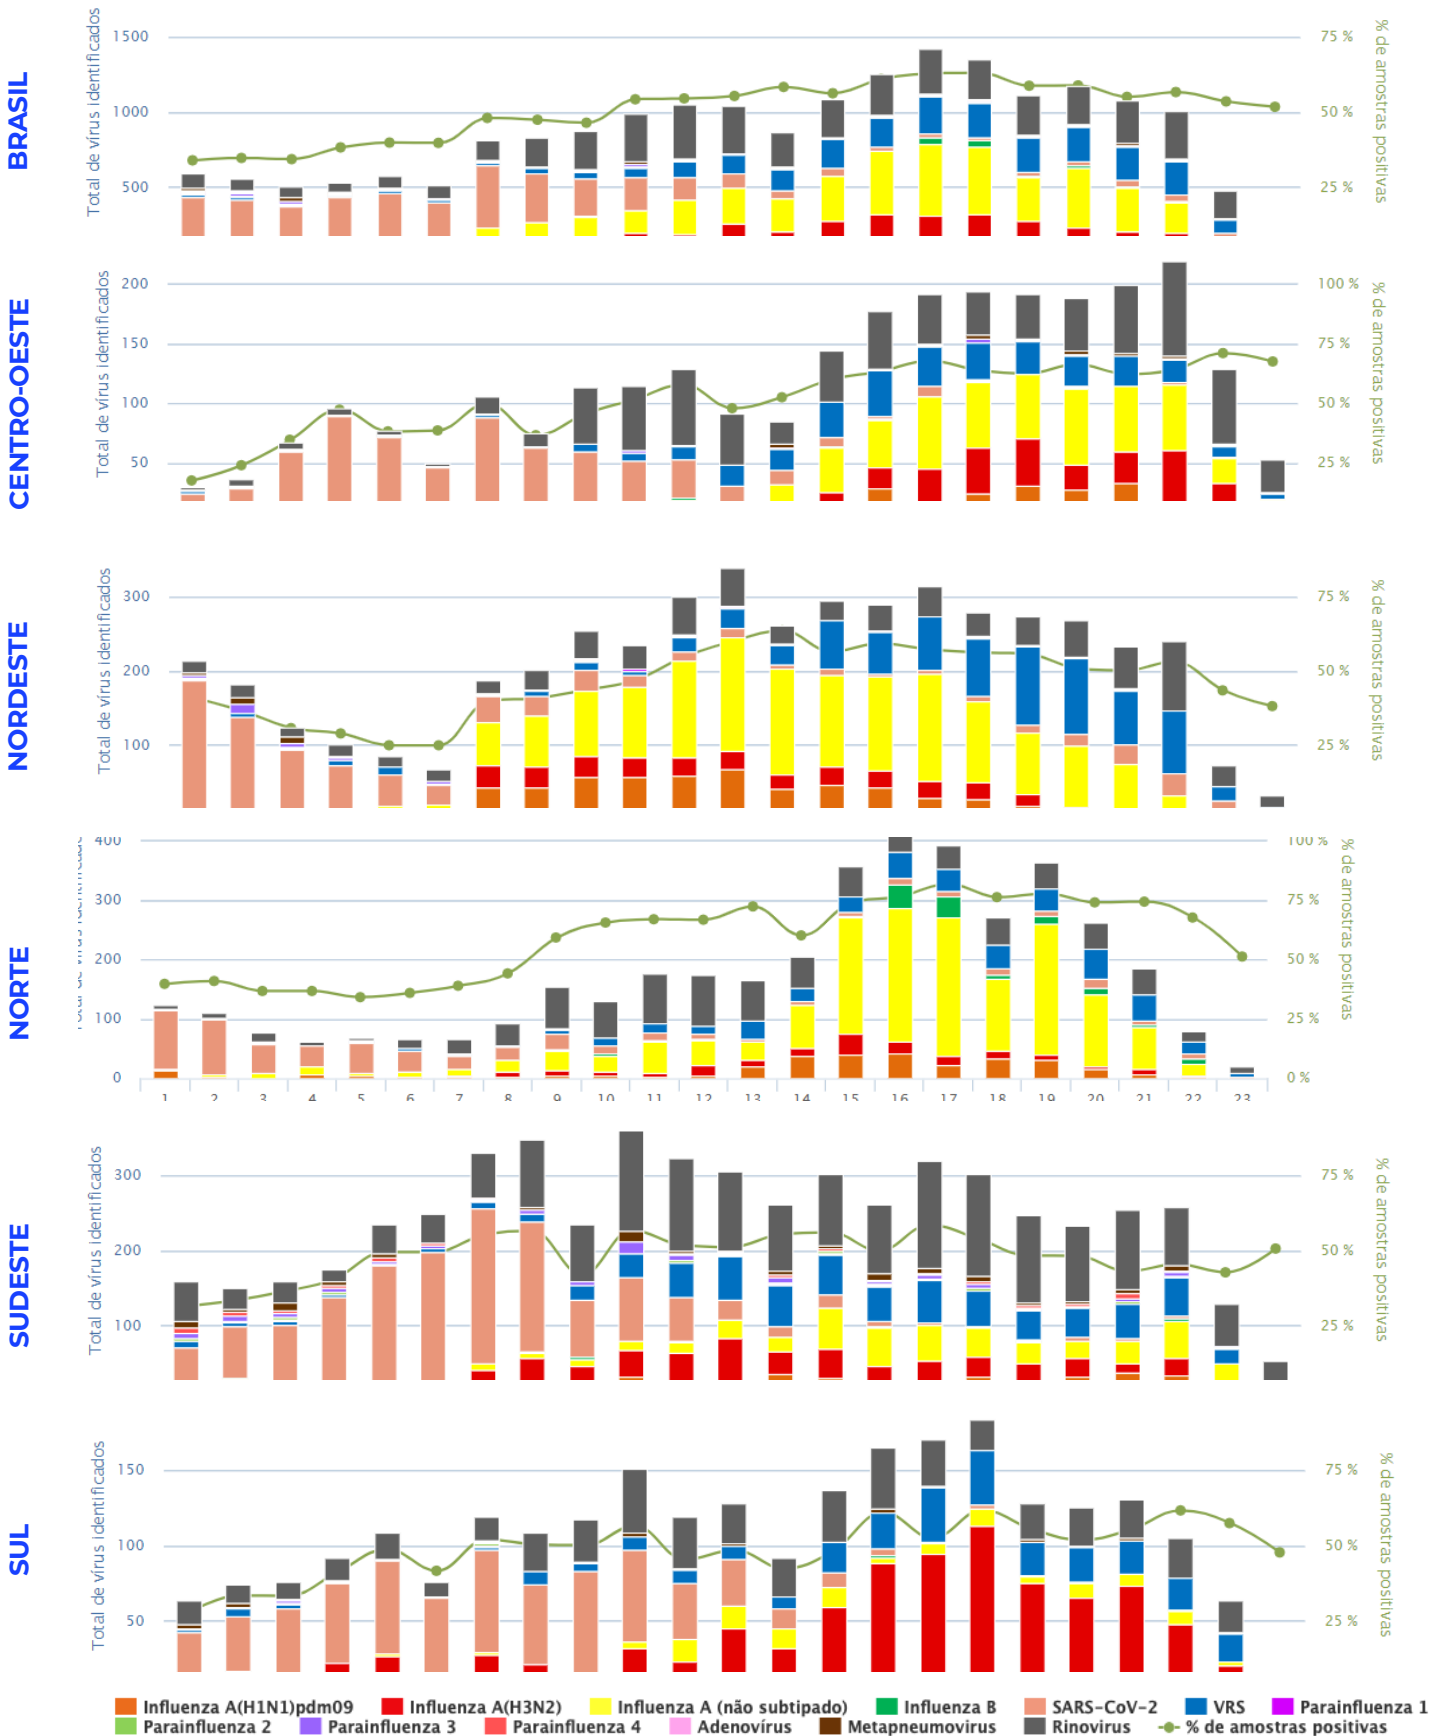 BRASIL
Total de vírus identificados
1500
1000
500
75 %
50 %
25 %
% de amostras positivas
CENTRO-OESTE
Total de vírus identificados
200
150
100
50
100 %
75 %
50 %
25 %
% de amostras positivas
NORDESTE
Total de vírus identificados
300
200
100
75 %
50 %
25 %
% de amostras positivas
NORTE
400
300
200
100
0
100 %
75 %
50 %
25 %
0 %
% de amostras positivas
1 2 3 4 5 6 7 8 9 10 11 12 13 14 15 16 17 18 19 20 21 22 23
SUDESTE
Total de vírus identificados
300
200
100
75 %
50 %
25 %
% de amostras positivas
SUL
Total de vírus identificados
150
100
50
75 %
50 %
25 %
% de amostras positivas
Influenza A(H1N1)pdm09 Influenza A(H3N2) Influenza A (não subtipado) Influenza B SARS-CoV-2 VRS Parainfluenza 1
Parainfluenza 2 Parainfluenza 3 Parainfluenza 4 Adenovírus Metapneumovirus Rinovirus % de amostras positivas